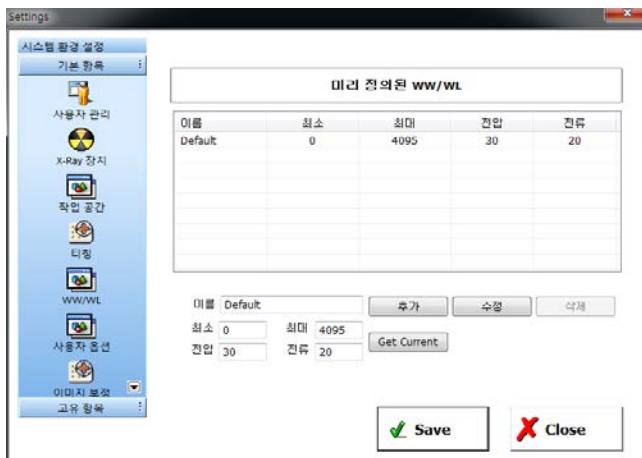 Settings
시스템 환경 설정
기본 항목
사용자 관리
X-Ray 장치
작업 공간
티칭
WW/WL
사용자 옵션
이미지 보정
고유 항목
미리 정의된 WW/WL
이름 최소 최대 전압 전류
Default 0 4095 30 20
이름 Default 추가 수정 삭제
최소 0 최대 4095
전압 30 전류 20 Get Current
Save Close